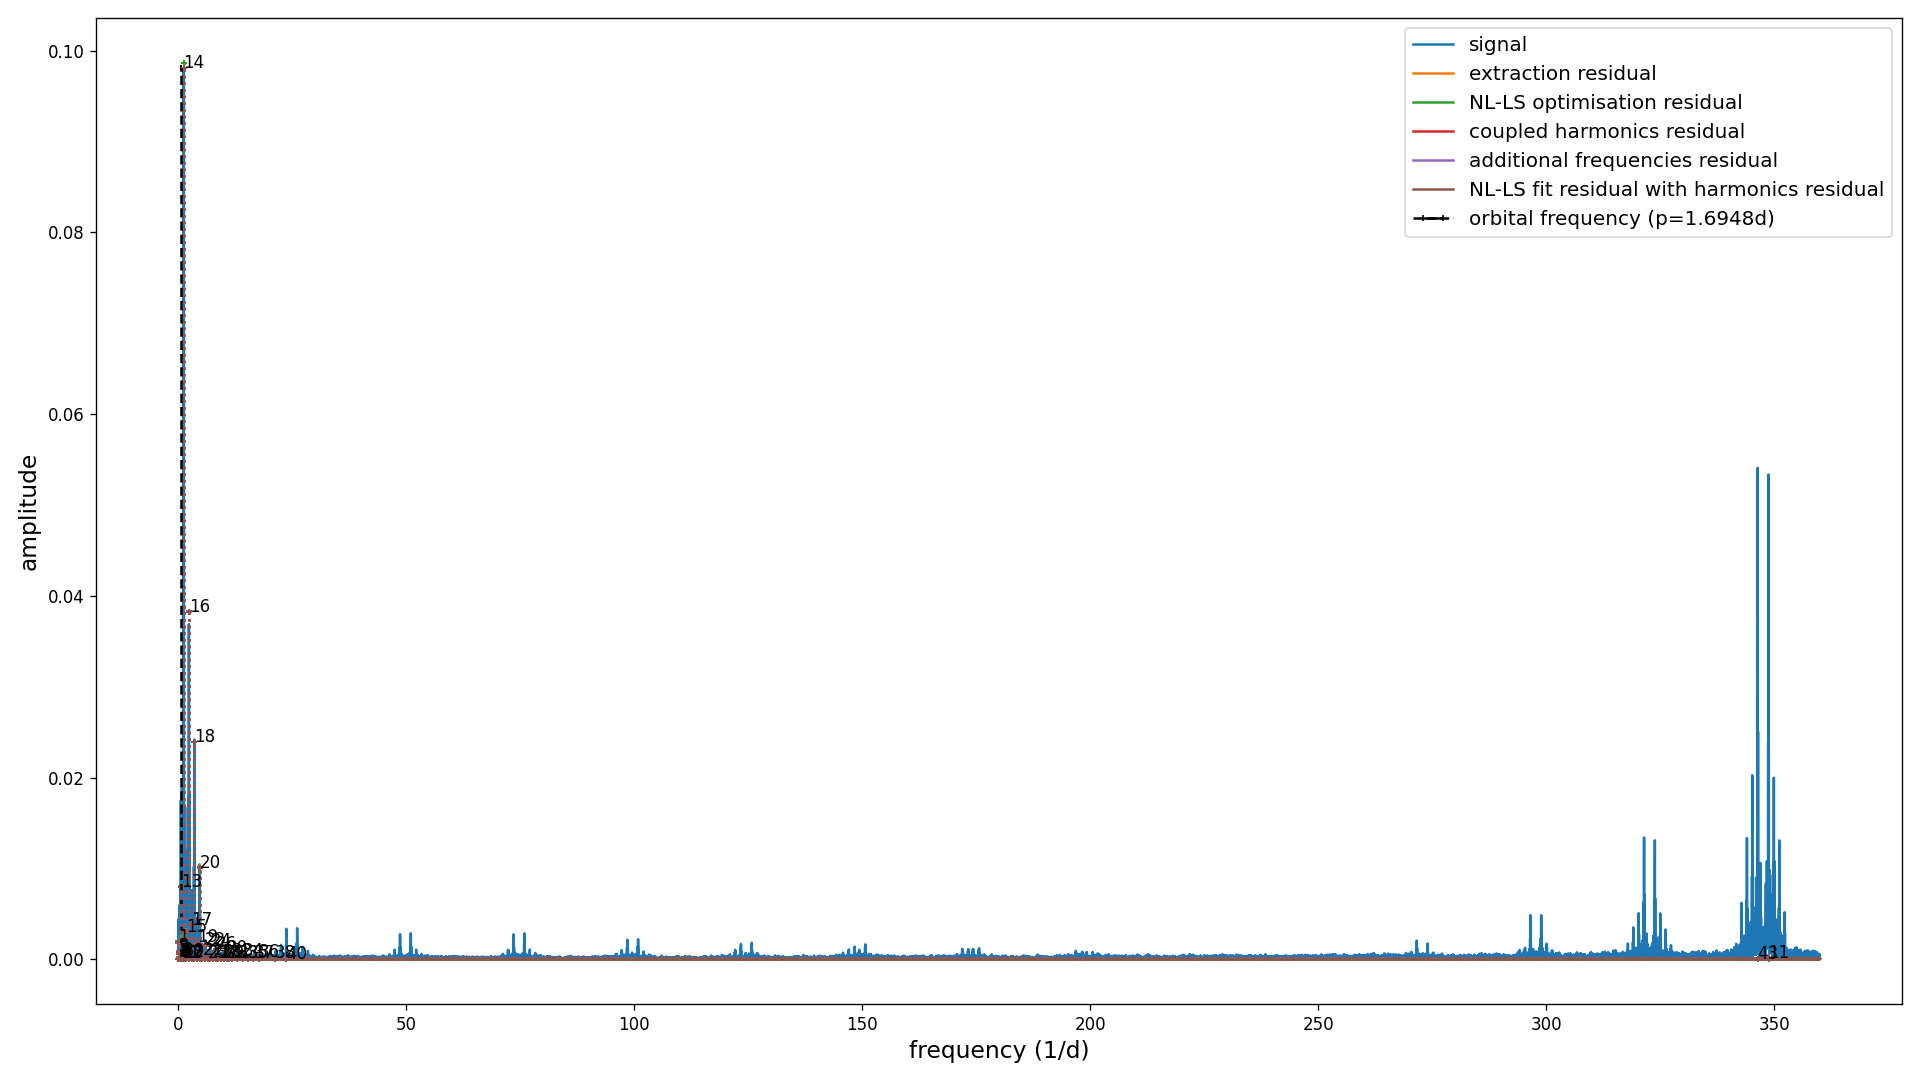 signal
extraction residual
NL-LS optimisation residual
coupled harmonics residual
additional frequencies residual
NL-LS fit residual with harmonics residual
orbital frequency (p=1.6948d)
amplitude
0.10
0.08
0.06
0.04
0.02
0.00
14
16
18
20
13
17
15
40
0
50
100
150
200
250
300
350
frequency (1/d)